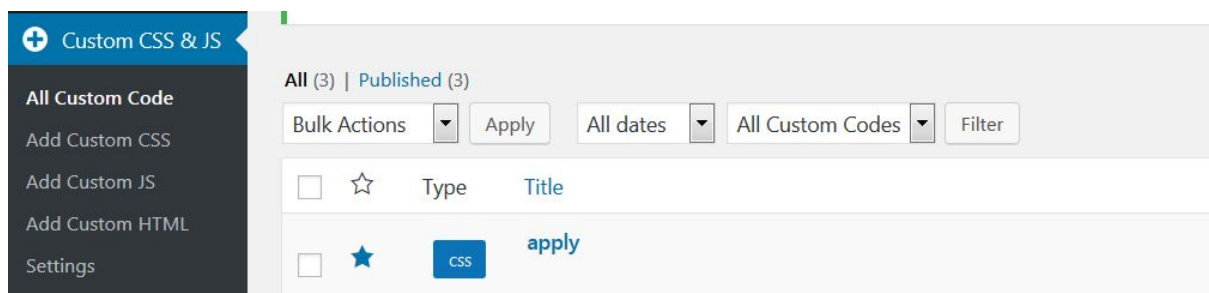 Custom CSS & JS
All Custom Code
Add Custom CSS
Add Custom JS
Add Custom HTML
Settings
All (3) | Published (3)
Bulk Actions Apply All dates All Custom Codes Filter
Type Title
css apply